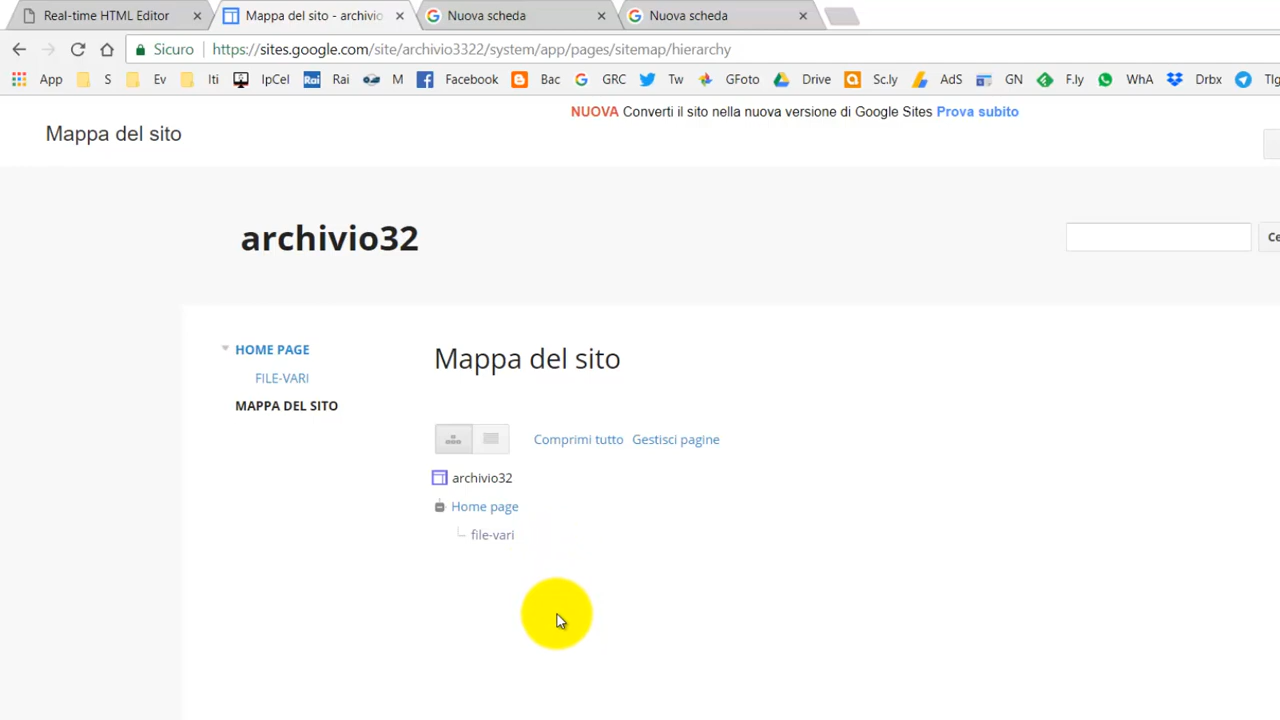 Real-time HTML Editor
Mappa del sito - archivio
Nuova scheda
Nuova scheda
Sicuro https://sites.google.com/site/archivio3322/system/app/pages/sitemap/hierarchy
App S Ev Iti IpCel Rai Rai M Facebook Bac GRC Tw GFoto Drive Sc.ly AdS GN F.ly WhA Drbx
NUOVA Converti il sito nella nuova versione di Google Sites Prova subito
Mappa del sito
archivio32
Ce
HOME PAGE
FILE-VARI
MAPPA DEL SITO
Mappa del sito
Comprimi tutto Gestisci pagine
archivio32
Home page
file-vari